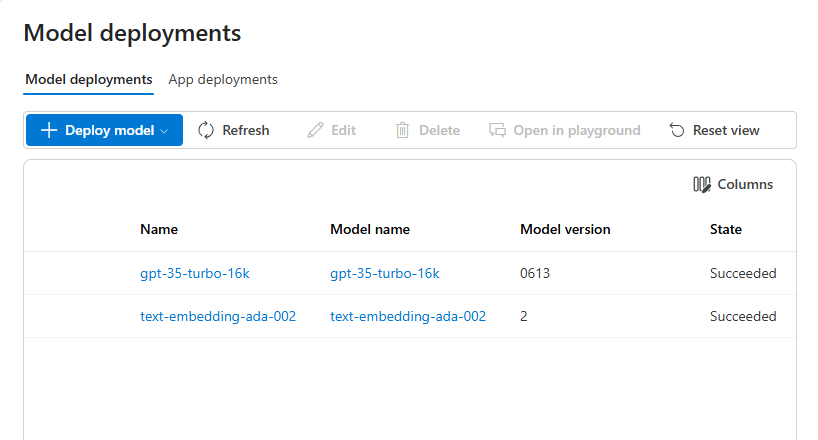 Model deployments
Model deployments App deployments
Deploy model Refresh Edit Delete Open in playground Reset view
Columns
Name Model name Model version State
gpt-35-turbo-16k gpt-35-turbo-16k 0613 Succeeded
text-embedding-ada-002 text-embedding-ada-002 2 Succeeded